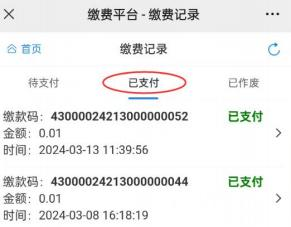 缴费平台 - 缴费记录
首页 缴费记录
待支付 已支付 已作废
缴款码：43000024213000000052 已支付
金额：0.01
时间：2024-03-13 11:39:56
缴款码：43000024213000000044 已支付
金额：0.01
时间：2024-03-08 16:18:19